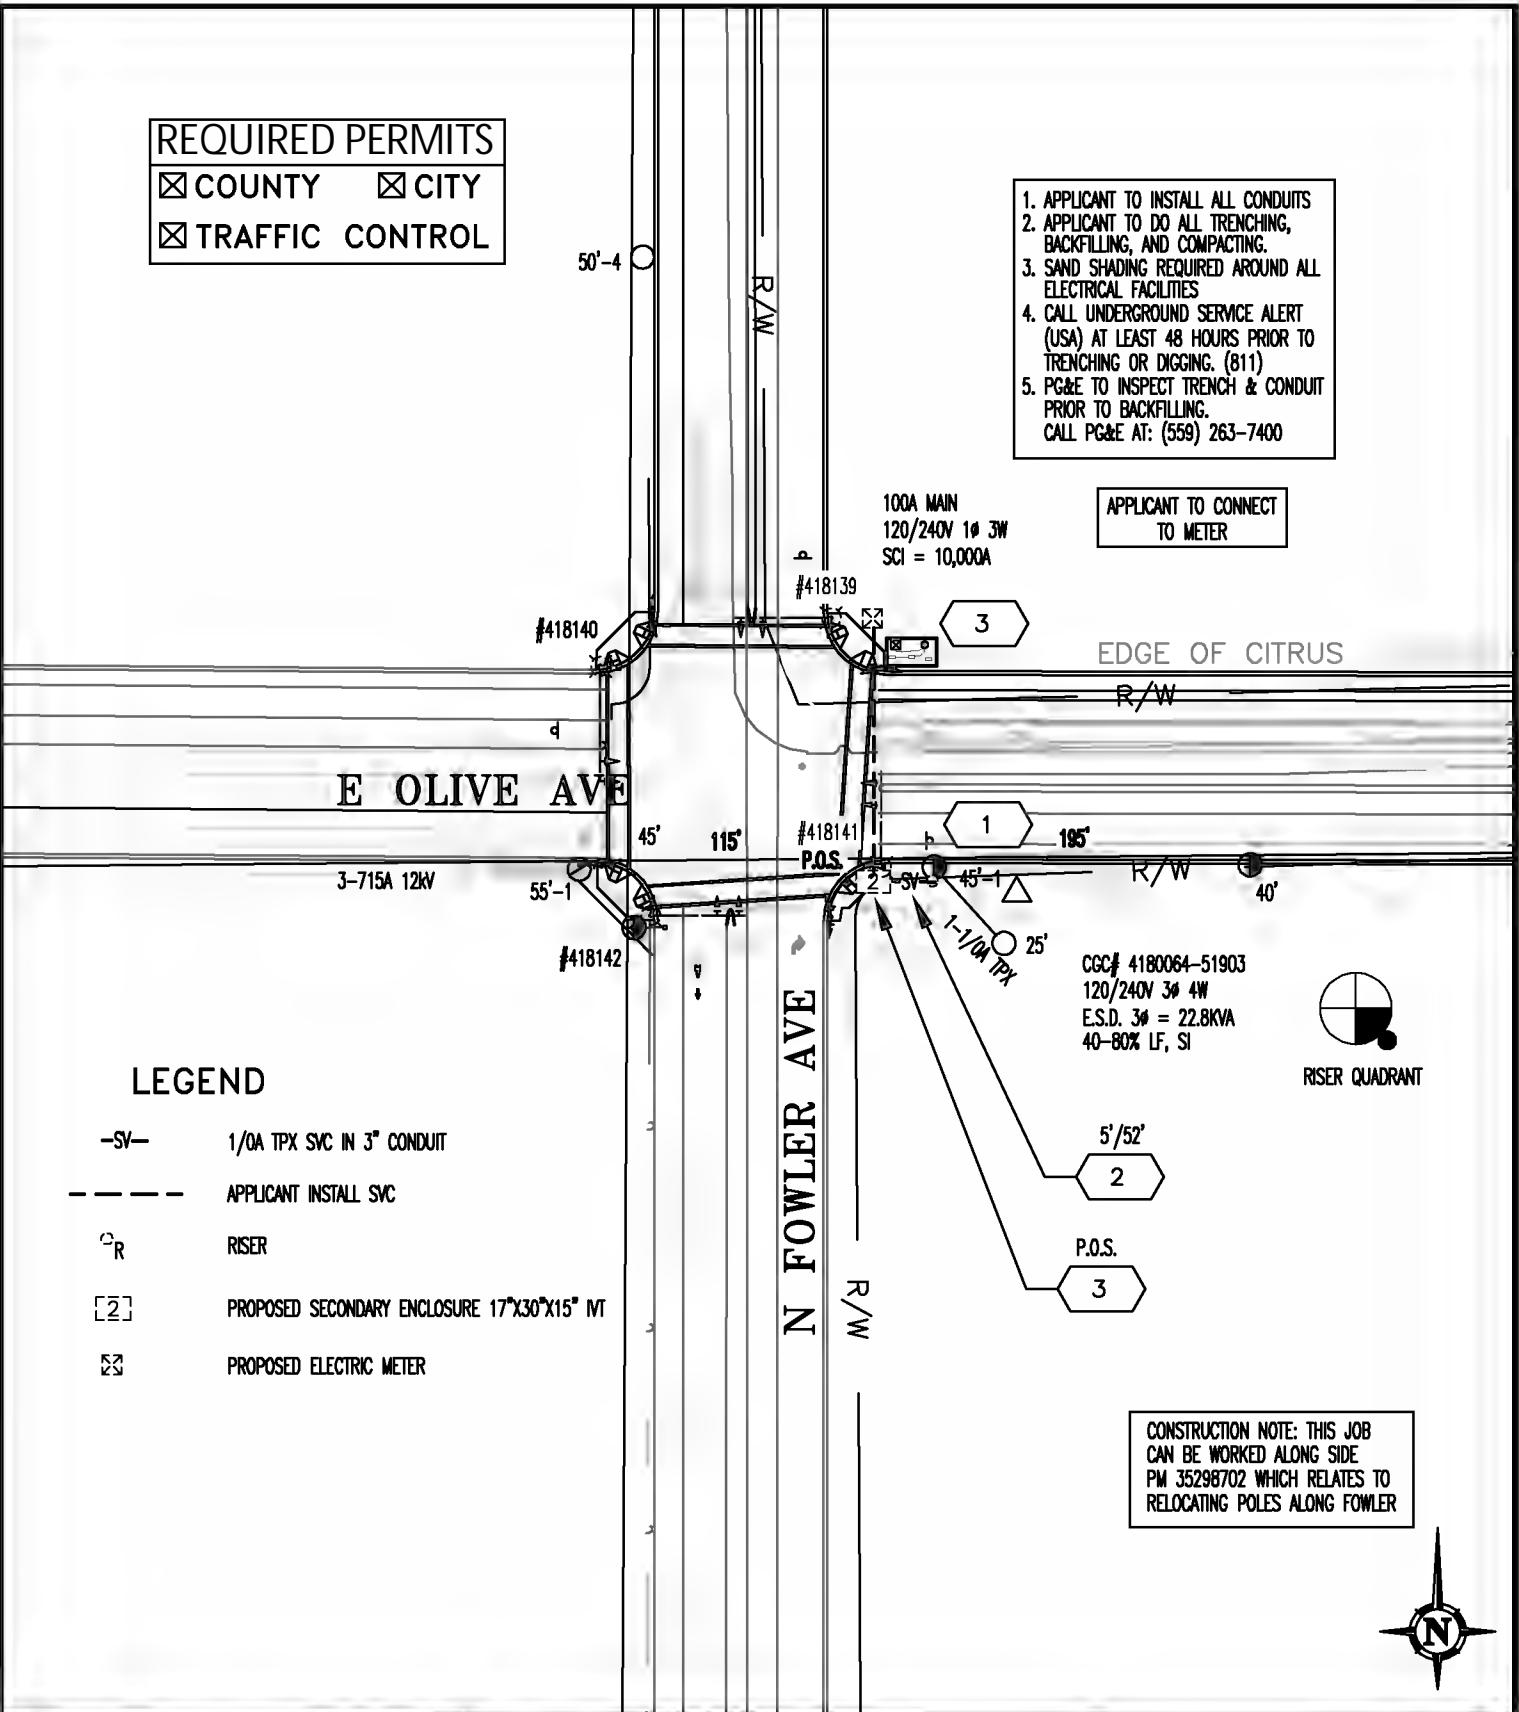 REQUIRED PERMITS
COUNTY CITY
TRAFFIC CONTROL
1. APPLICANT TO INSTALL ALL CONDUITS
2. APPLICANT TO DO ALL TRENCHING,
BACKFILLING, AND COMPACTING.
3. SAND SHADING REQUIRED AROUND ALL
ELECTRICAL FACILITIES
4. CALL UNDERGROUND SERVICE ALERT
(USA) AT LEAST 48 HOURS PRIOR TO
TRENCHING OR DIGGING. (811)
5. PG&E TO INSPECT TRENCH & CONDUIT
PRIOR TO BACKFILLING.
CALL PG&E AT: (559) 263-7400
50'-4
R/W
100A MAIN
120/240V 1ø 3W
SCI = 10,000A
APPLICANT TO CONNECT
TO METER
#418139
#418140
3
EDGE OF CITRUS
R/W
E OLIVE AVE
45'
115'
#418141
P.O.S.
1
195'
R/W
3-715A 12kV
55'-1
2
-SV-
45'-1
40'
#418142
1-1/0A TPX
25'
CGC# 4180064-51903
120/240V 3ø 4W
E.S.D. 3ø = 22.8KVA
40-80% LF, SI
RISER QUADRANT
N FOWLER AVE
R/W
5'/52'
2
P.O.S.
3
LEGEND
-SV- 1/0A TPX SVC IN 3" CONDUIT
APPLICANT INSTALL SVC
R RISER
2 PROPOSED SECONDARY ENCLOSURE 17"X30"X15" IVT
PROPOSED ELECTRIC METER
CONSTRUCTION NOTE: THIS JOB
CAN BE WORKED ALONG SIDE
PM 35298702 WHICH RELATES TO
RELOCATING POLES ALONG FOWLER
N